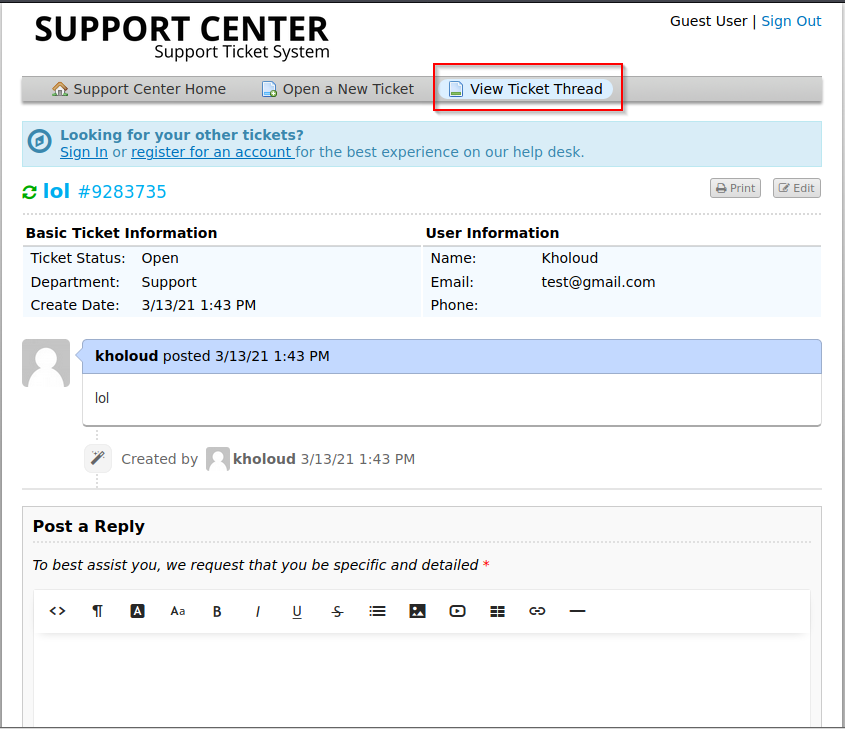 SUPPORT CENTER
Support Ticket System
Guest User | Sign Out
Support Center Home Open a New Ticket View Ticket Thread
Looking for your other tickets?
Sign In or register for an account for the best experience on our help desk.
lol #9283735 Print Edit
Basic Ticket Information User Information
Ticket Status: Open Name: Kholoud
Department: Support Email: test@gmail.com
Create Date: 3/13/21 1:43 PM Phone:
kholoud posted 3/13/21 1:43 PM
lol
Created by kholoud 3/13/21 1:43 PM
Post a Reply
To best assist you, we request that you be specific and detailed *
<> ¶ A Aa B I U S